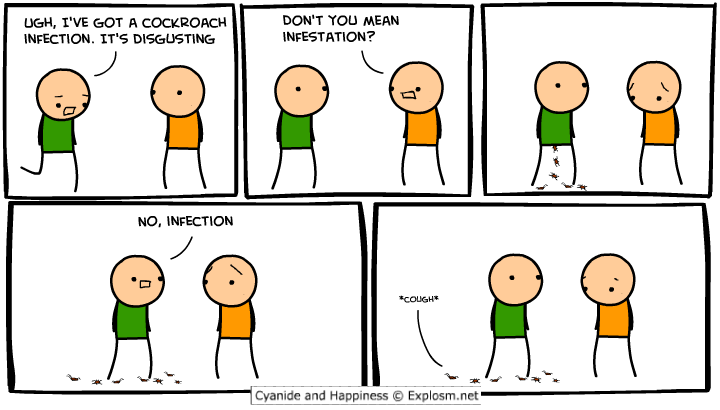 UGH, I'VE GOT A COCKROACH
INFECTION. IT'S DISGUSTING
DON'T YOU MEAN
INFESTATION?
NO, INFECTION
*COUGH*
Cyanide and Happiness © Explosm.net